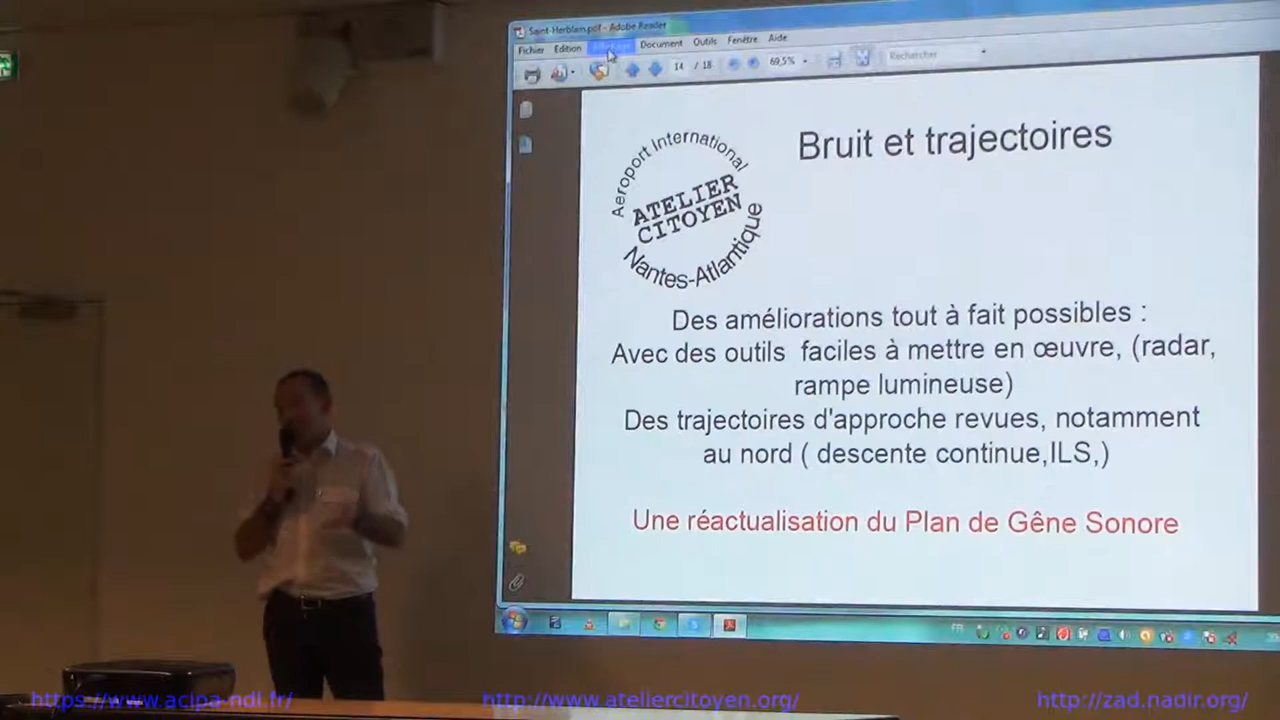 Saint-Herblain.pdf - Adobe Reader
Fichier Edition Affichage Document Outils Fenêtre Aide
14 / 18 69,5% Rechercher
Bruit et trajectoires
Aeroport International
ATELIER
CITOYEN
Nantes-Atlantique
Des améliorations tout à fait possibles :
Avec des outils faciles à mettre en œuvre, (radar,
rampe lumineuse)
Des trajectoires d'approche revues, notamment
au nord ( descente continue,ILS,)
Une réactualisation du Plan de Gêne Sonore
FR
https://www.acipa-ndl.fr/ http://www.ateliercitoyen.org/ http://zad.nadir.org/